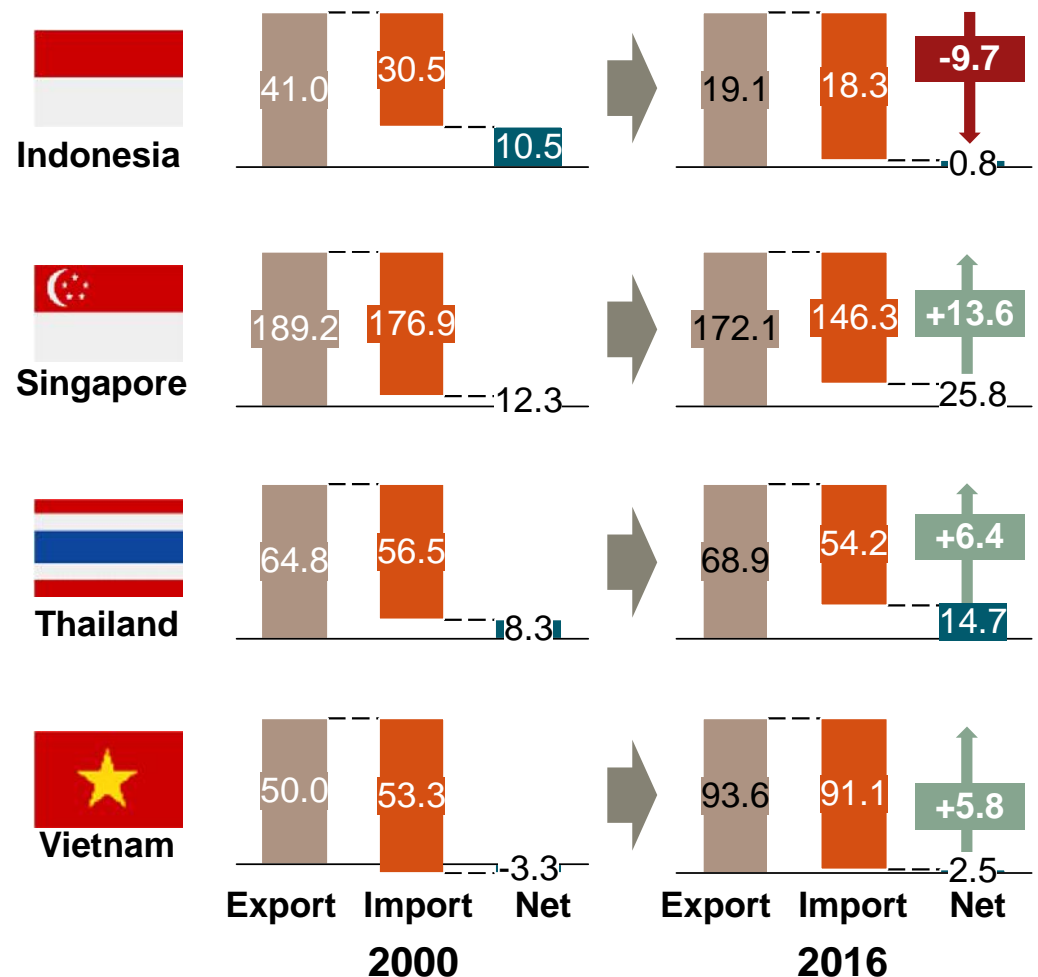 41.0 30.5 10.5 19.1 18.3 -9.7 0.8
Indonesia
189.2 176.9 12.3 172.1 146.3 +13.6 25.8
Singapore
64.8 56.5 8.3 68.9 54.2 +6.4 14.7
Thailand
50.0 53.3 -3.3 93.6 91.1 +5.8 2.5
Vietnam
Export Import Net Export Import Net
2000 2016